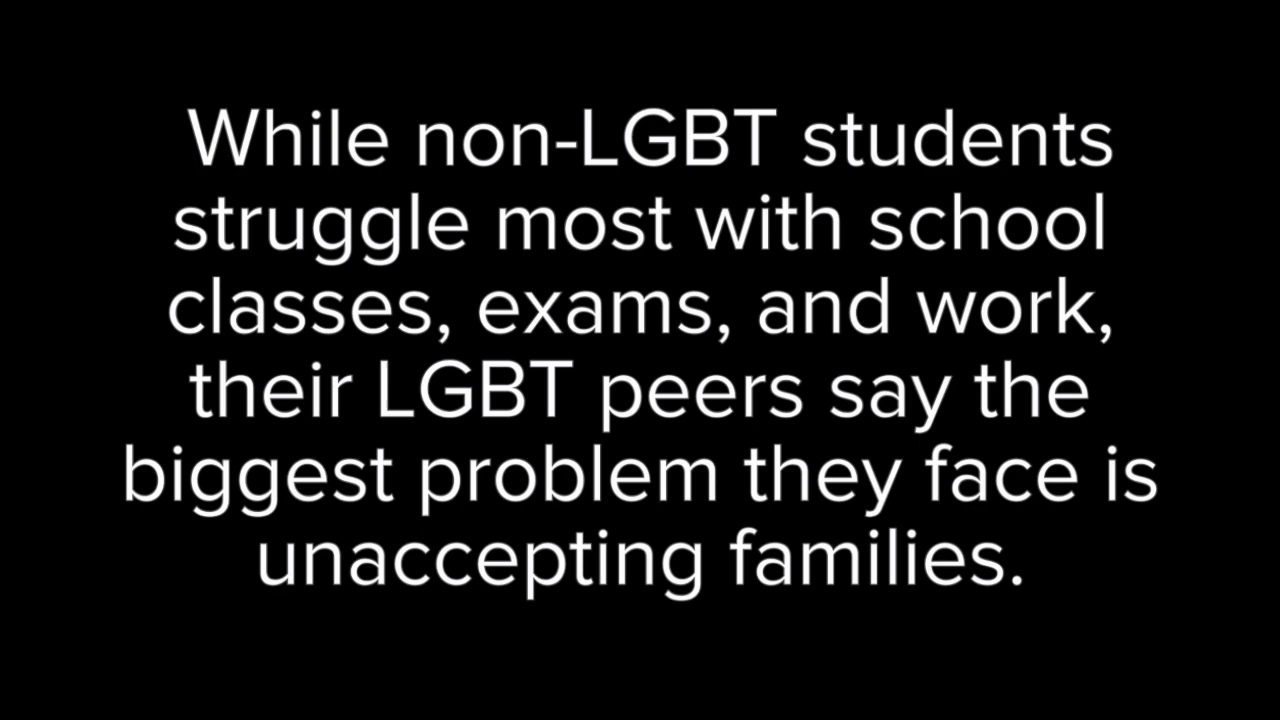 While non-LGBT students
struggle most with school
classes, exams, and work,
their LGBT peers say the
biggest problem they face is
unaccepting families.